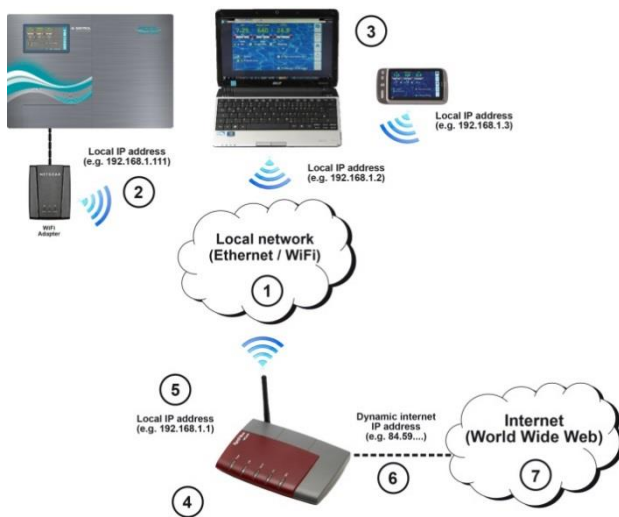 3
Local IP address
(e.g. 192.168.1.3)
Local IP address
(e.g. 192.168.1.111)
2
NETGEAR
WiFi
Adapter
Local IP address
(e.g. 192.168.1.2)
Local network
(Ethernet / WiFi)
1
5
Local IP address
(e.g. 192.168.1.1)
4
Dynamic internet
IP address
(e.g. 84.59....)
6
Internet
(World Wide Web)
7